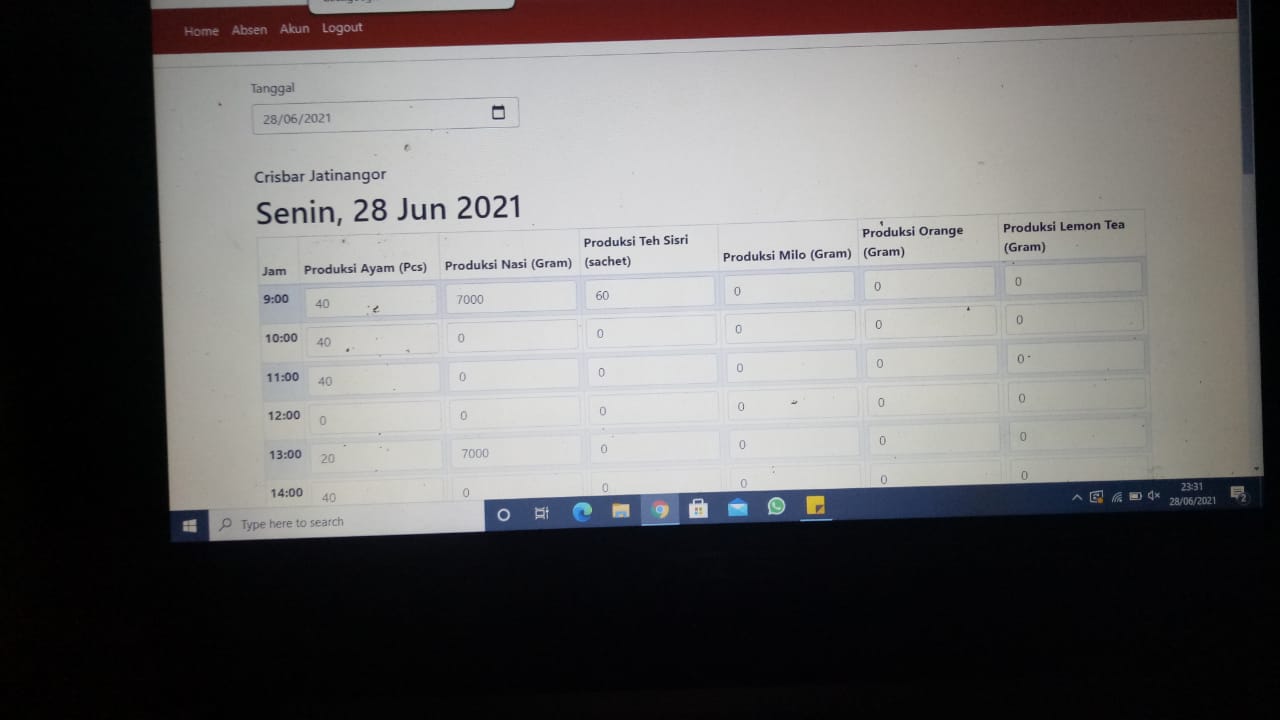 Home Absen Akun Logout
Tanggal
28/06/2021
Crisbar Jatinangor
Senin, 28 Jun 2021
Jam Produksi Ayam (Pcs) Produksi Nasi (Gram) Produksi Teh Sisri (sachet) Produksi Milo (Gram) Produksi Orange (Gram) Produksi Lemon Tea (Gram)
9:00 40 7000 60 0 0 0
10:00 40 0 0 0 0 0
11:00 40 0 0 0 0 0
12:00 0 0 0 0 0 0
13:00 20 7000 0 0 0 0
14:00 40 0 0 0 0 0
Type here to search
23:31
28/06/2021
2